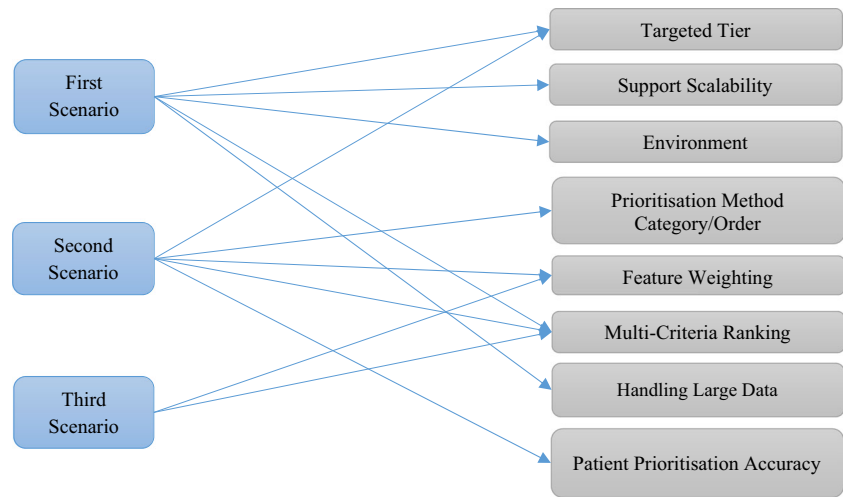 First
Scenario
Second
Scenario
Third
Scenario
Targeted Tier
Support Scalability
Environment
Prioritisation Method
Category/Order
Feature Weighting
Multi-Criteria Ranking
Handling Large Data
Patient Prioritisation Accuracy